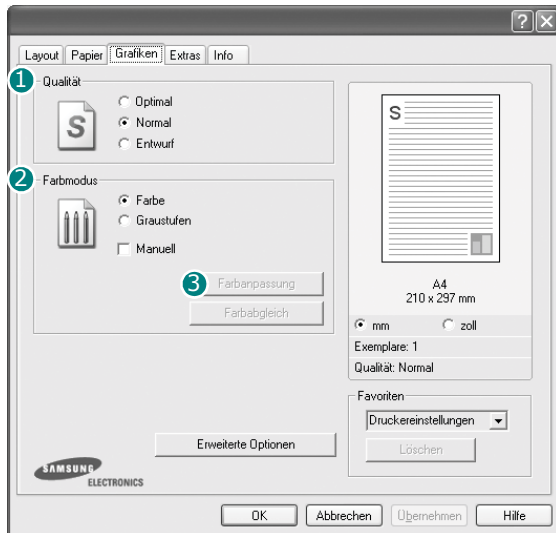 Layout Papier Grafiken Extras Info
1 Qualität
S
Optimal
Normal
Entwurf
2 Farbmodus
Farbe
Graustufen
Manuell
3 Farbanpassung
Farbabgleich
S
A4
210 x 297 mm
mm zoll
Exemplare: 1
Qualität: Normal
Favoriten
Druckereinstellungen
Löschen
Erweiterte Optionen
SAMSUNG
ELECTRONICS
OK Abbrechen Übernehmen Hilfe